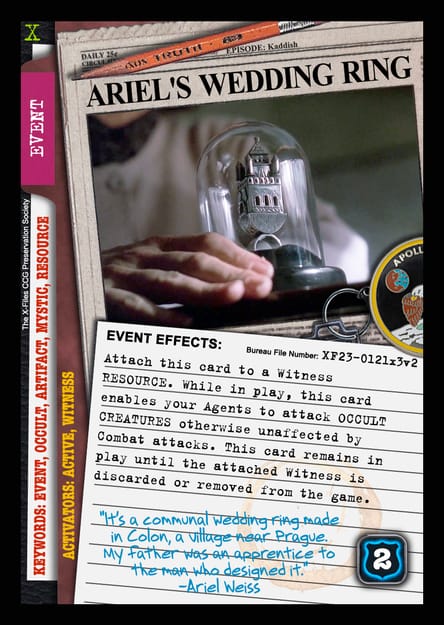 X
DAILY 25¢
EPISODE: Kaddish
ARIEL'S WEDDING RING
EVENT
The X-Files CCG Preservation Society
KEYWORDS: EVENT, OCCULT, ARTIFACT, MYSTIC, RESOURCE
ACTIVATORS: ACTIVE, WITNESS
APOLL
EVENT EFFECTS:
Bureau File Number: XF23-0121x3v2
Attach this card to a Witness
RESOURCE. While in play, this card
enables your Agents to attack OCCULT
CREATURES otherwise unaffected by
Combat attacks. This card remains in
play until the attached Witness is
discarded or removed from the game.
"It's a communal wedding ring made
in Colon, a village near Prague.
My father was an apprentice to
the man who designed it."
-Ariel Weiss
2